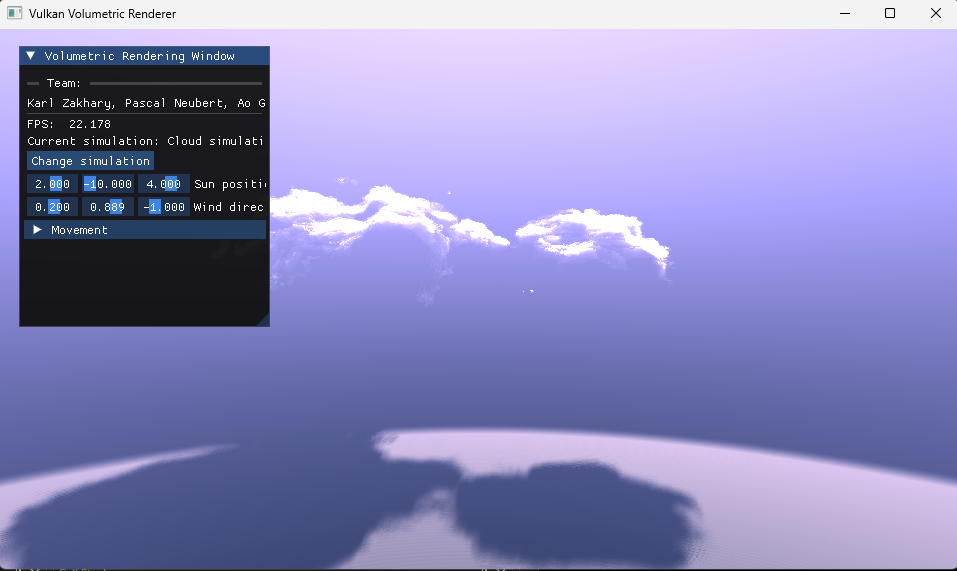 Vulkan Volumetric Renderer
Volumetric Rendering Window
Team:
Karl Zakhary, Pascal Neubert, Ao G
FPS: 22.178
Current simulation: Cloud simulati
Change simulation
2.000 -10.000 4.000 Sun positi
0.200 0.889 -1.000 Wind direc
Movement